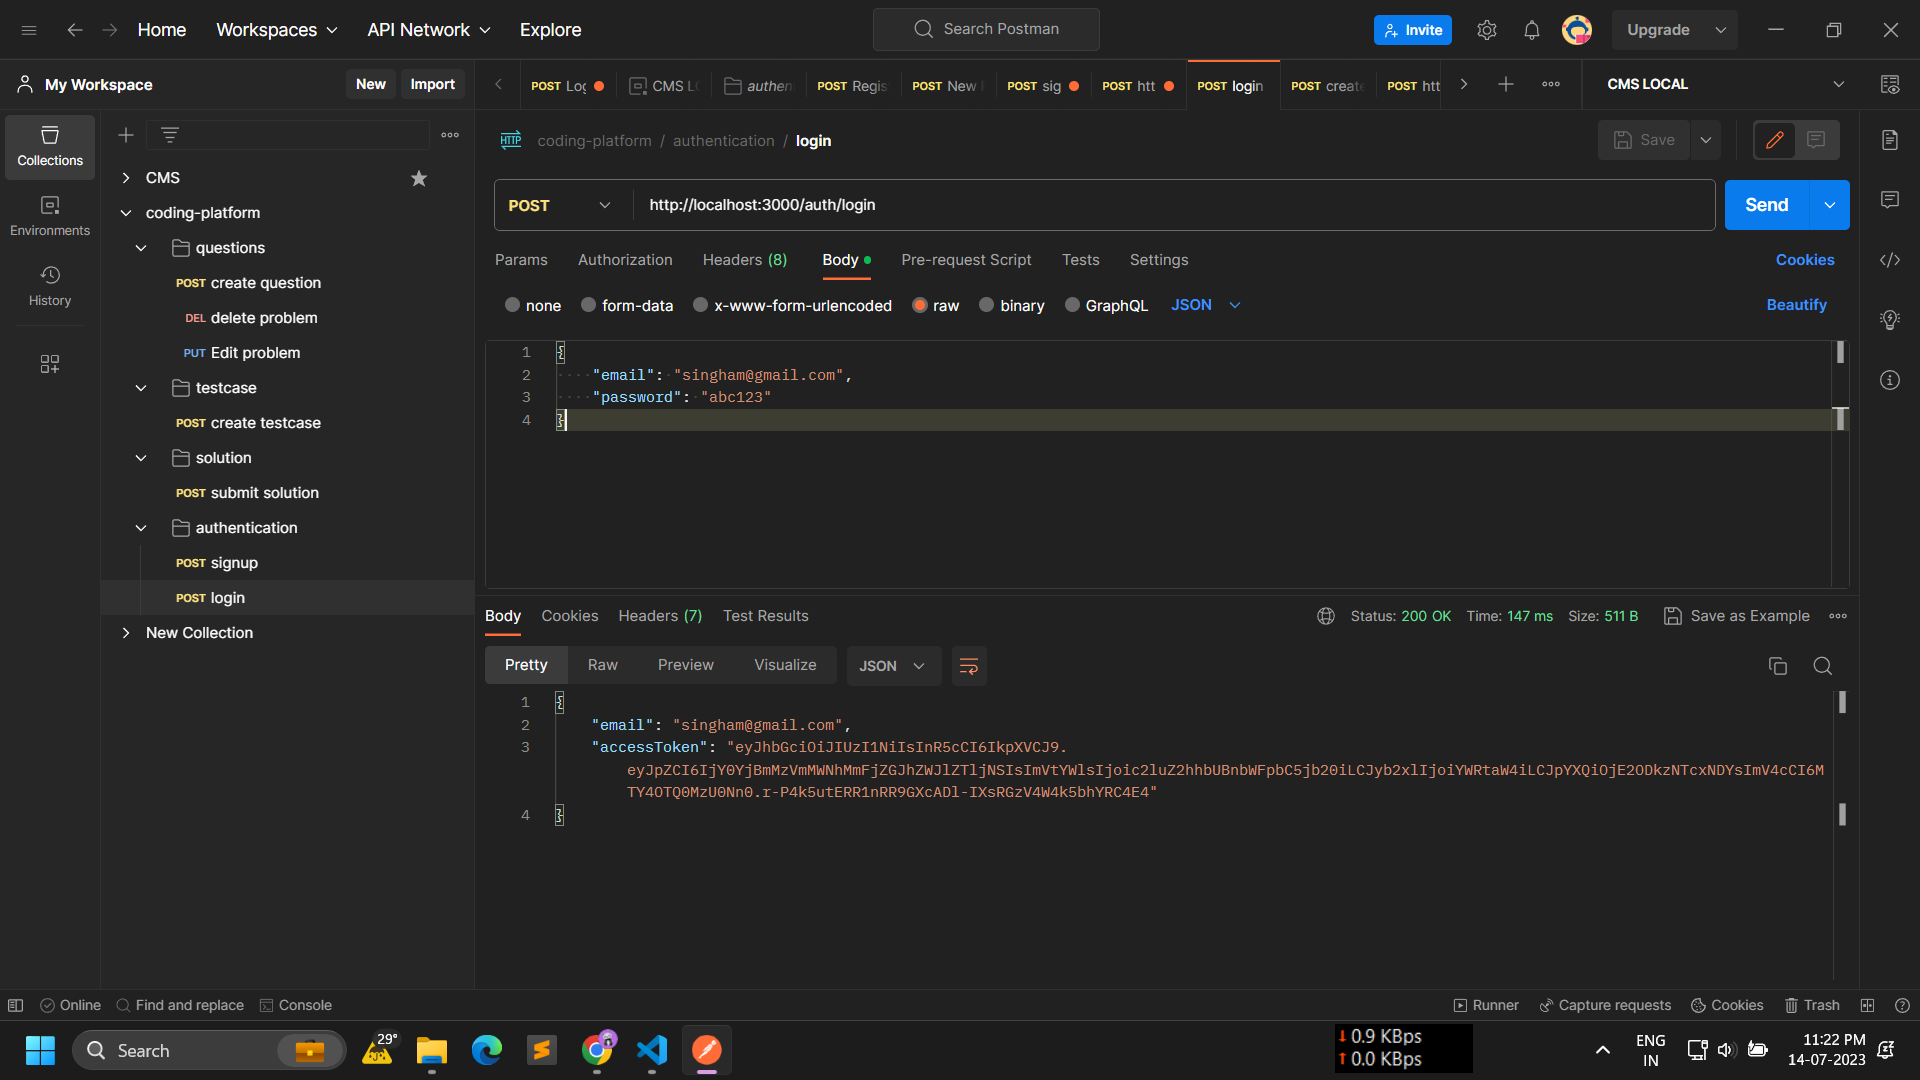 Home Workspaces API Network Explore Search Postman Invite Upgrade
My Workspace New Import
POST Log CMS LO authen POST Regis POST New POST sig POST htt POST login POST create POST htt CMS LOCAL
Collections
Environments
History
CMS
coding-platform
questions
POST create question
DEL delete problem
PUT Edit problem
testcase
POST create testcase
solution
POST submit solution
authentication
POST signup
POST login
New Collection
HTTP coding-platform / authentication / login Save
POST http://localhost:3000/auth/login Send
Params Authorization Headers (8) Body Pre-request Script Tests Settings Cookies
none form-data x-www-form-urlencoded raw binary GraphQL JSON Beautify
1 {
2 "email": "singham@gmail.com",
3 "password": "abc123"
4 }
Body Cookies Headers (7) Test Results Status: 200 OK Time: 147 ms Size: 511 B Save as Example
Pretty Raw Preview Visualize JSON
1 {
2 "email": "singham@gmail.com",
3 "accessToken": "eyJhbGciOiJIUzI1NiIsInR5cCI6IkpXVCJ9.
eyJpZCI6IjY0YjBmMzVmMWNhMmFjZGJhZWJlZTljNSIsImVtYWlsIjoic2luZ2hhbUBnbWFpbC5jb20iLCJyb2xlIjoiYWRtaW4iLCJpYXQiOjE2ODkzNTcxNDYsImV4cCI6M
TY4OTQ0MzU0Nn0.r-P4k5utERR1nRR9GXcADl-IXsRGzV4W4k5bhYRC4E4"
4 }
Online Find and replace Console Runner Capture requests Cookies Trash
Search 29° 0.9 KBps
0.0 KBps
ENG
IN
11:22 PM
14-07-2023